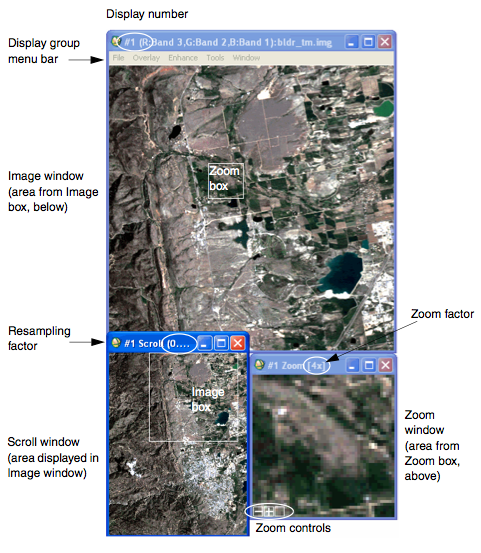 Display number
#1 (R:Band 3,G:Band 2,B:Band 1):bldr_tm.img
Display group
menu bar
File Overlay Enhance Tools Window
Zoom
box
Image window
(area from Image
box, below)
Zoom factor
Resampling
factor
#1 Scroll (0....
#1 Zoom [4x]
Image
box
Scroll window
(area displayed in
Image window)
Zoom
window
(area from
Zoom box,
above)
Zoom controls